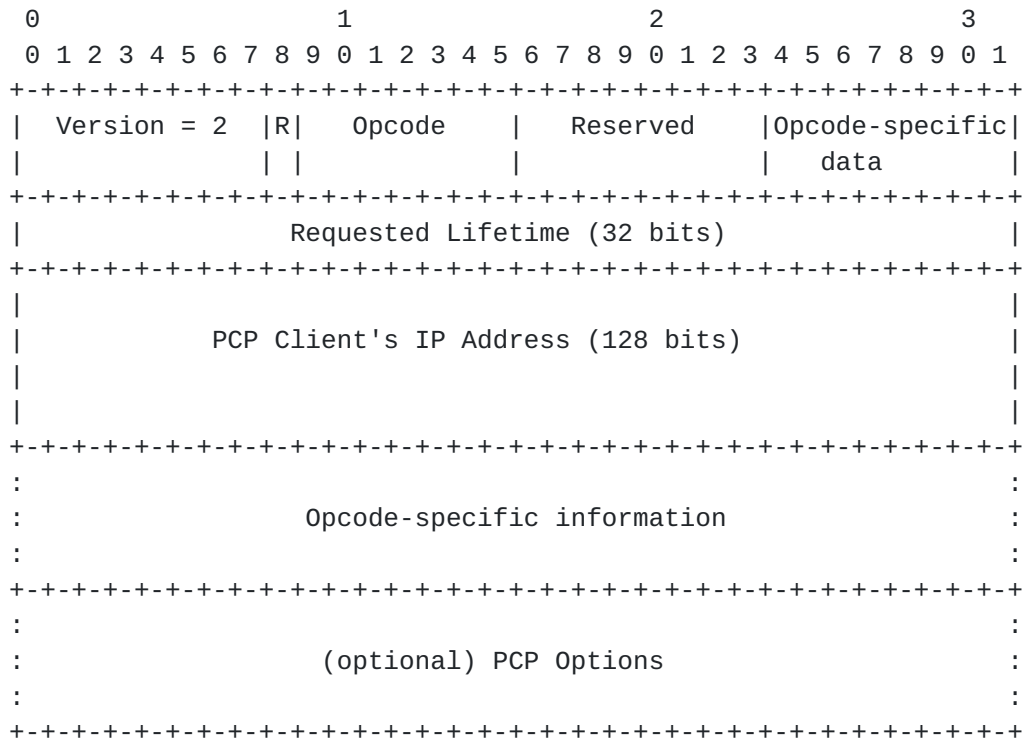 0                   1                   2                   3
 0 1 2 3 4 5 6 7 8 9 0 1 2 3 4 5 6 7 8 9 0 1 2 3 4 5 6 7 8 9 0 1
+-+-+-+-+-+-+-+-+-+-+-+-+-+-+-+-+-+-+-+-+-+-+-+-+-+-+-+-+-+-+-+-+
|  Version = 2  |R|   Opcode    |   Reserved    |Opcode-specific|
|               | |             |               |   data        |
+-+-+-+-+-+-+-+-+-+-+-+-+-+-+-+-+-+-+-+-+-+-+-+-+-+-+-+-+-+-+-+-+
|                 Requested Lifetime (32 bits)                  |
+-+-+-+-+-+-+-+-+-+-+-+-+-+-+-+-+-+-+-+-+-+-+-+-+-+-+-+-+-+-+-+-+
|                                                               |
|            PCP Client's IP Address (128 bits)                 |
|                                                               |
|                                                               |
+-+-+-+-+-+-+-+-+-+-+-+-+-+-+-+-+-+-+-+-+-+-+-+-+-+-+-+-+-+-+-+-+
:                                                               :
:                  Opcode-specific information                  :
:                                                               :
+-+-+-+-+-+-+-+-+-+-+-+-+-+-+-+-+-+-+-+-+-+-+-+-+-+-+-+-+-+-+-+-+
:                                                               :
:                   (optional) PCP Options                      :
:                                                               :
+-+-+-+-+-+-+-+-+-+-+-+-+-+-+-+-+-+-+-+-+-+-+-+-+-+-+-+-+-+-+-+-+